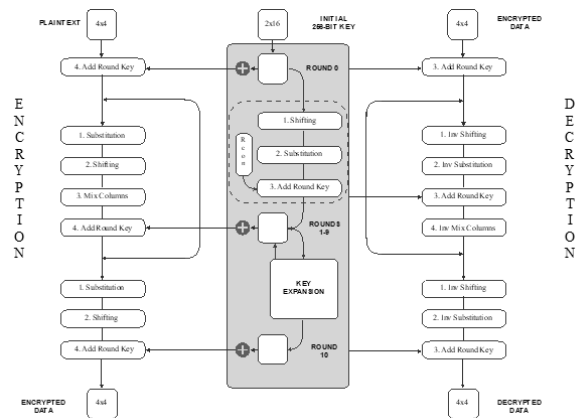 PLAINTEXT
4x4
4. Add Round Key
ENCRYPTION
1. Substitution
2. Shifting
3. Mix Columns
4. Add Round Key
1. Substitution
2. Shifting
4. Add Round Key
ENCRYPTED
DATA
4x4
2x16
INITIAL
256-BIT KEY
ROUND 0
1. Shifting
Rcon
2. Substitution
3. Add Round Key
ROUNDS
1-9
KEY
EXPANSION
ROUND
10
4x4
ENCRYPTED
DATA
3. Add Round Key
DECRYPTION
1. Inv Shifting
2. Inv Substitution
3. Add Round Key
4. Inv Mix Columns
1. Inv Shifting
2. Inv Substitution
3. Add Round Key
4x4
DECRYPTED
DATA